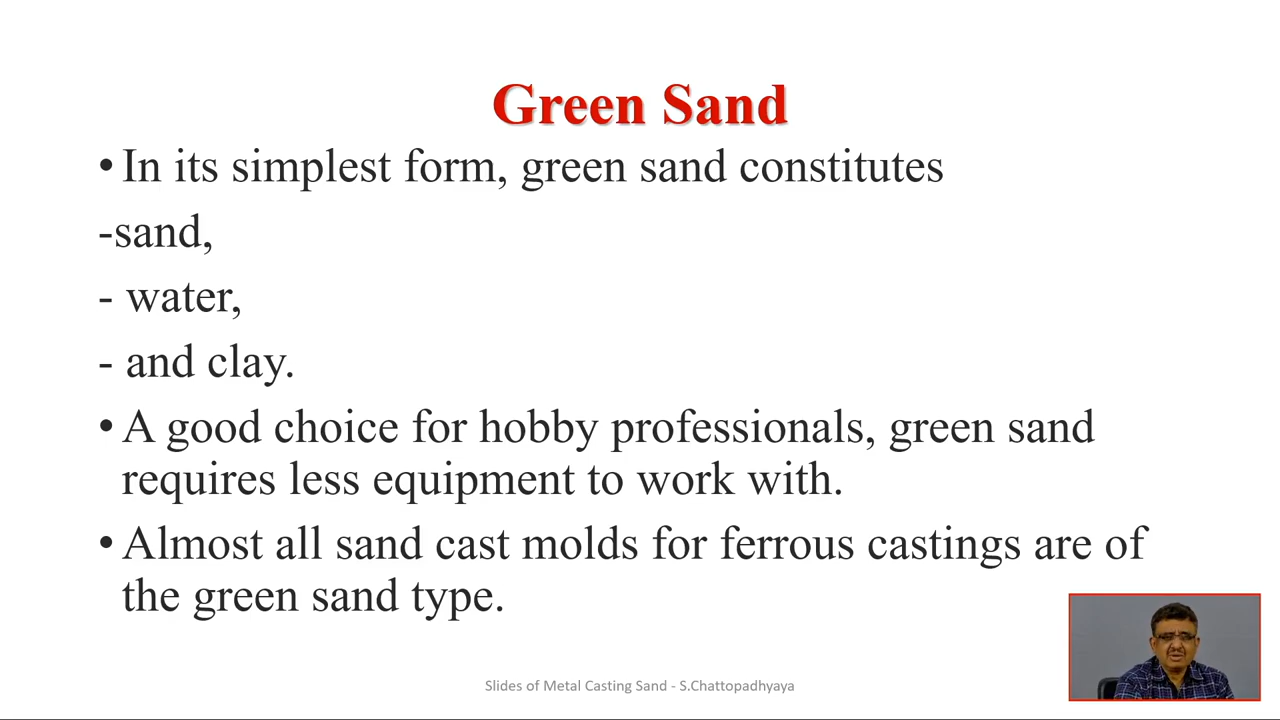 Green Sand
• In its simplest form, green sand constitutes
-sand,
- water,
- and clay.
• A good choice for hobby professionals, green sand
requires less equipment to work with.
• Almost all sand cast molds for ferrous castings are of
the green sand type.
Slides of Metal Casting Sand - S.Chattopadhyaya